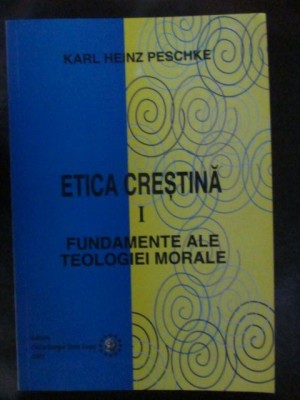 KARL HEINZ PESCHKE
ETICA CREȘTINĂ
I
FUNDAMENTE ALE
TEOLOGIEI MORALE